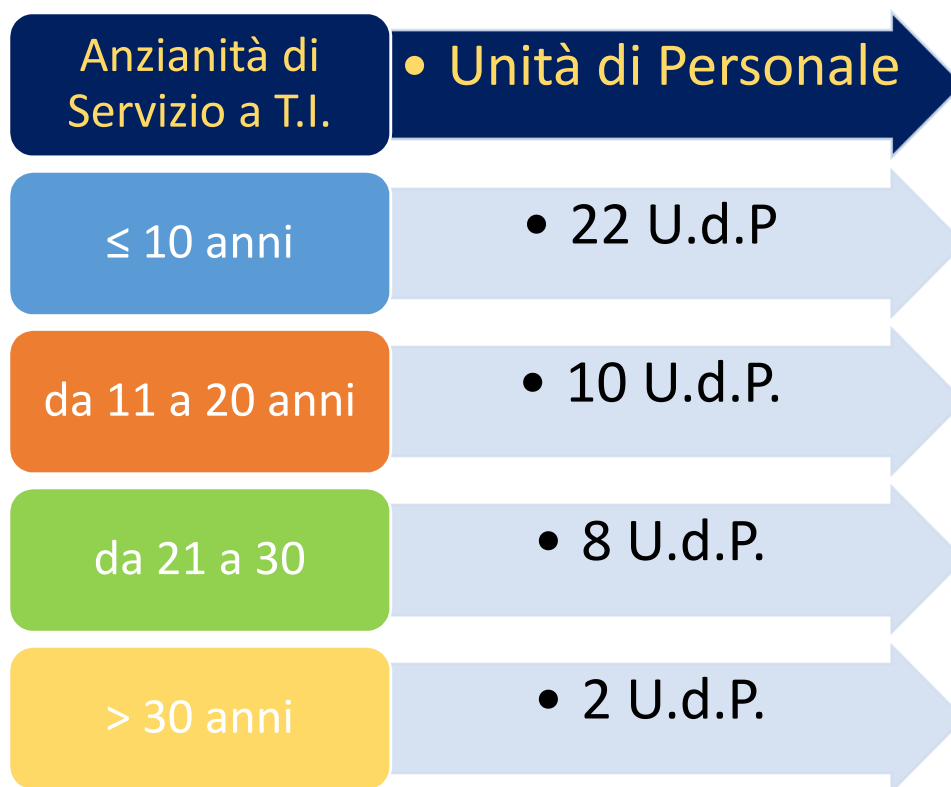 Anzianità di
Servizio a T.I.
• Unità di Personale
≤ 10 anni
• 22 U.d.P
da 11 a 20 anni
• 10 U.d.P.
da 21 a 30
• 8 U.d.P.
> 30 anni
• 2 U.d.P.